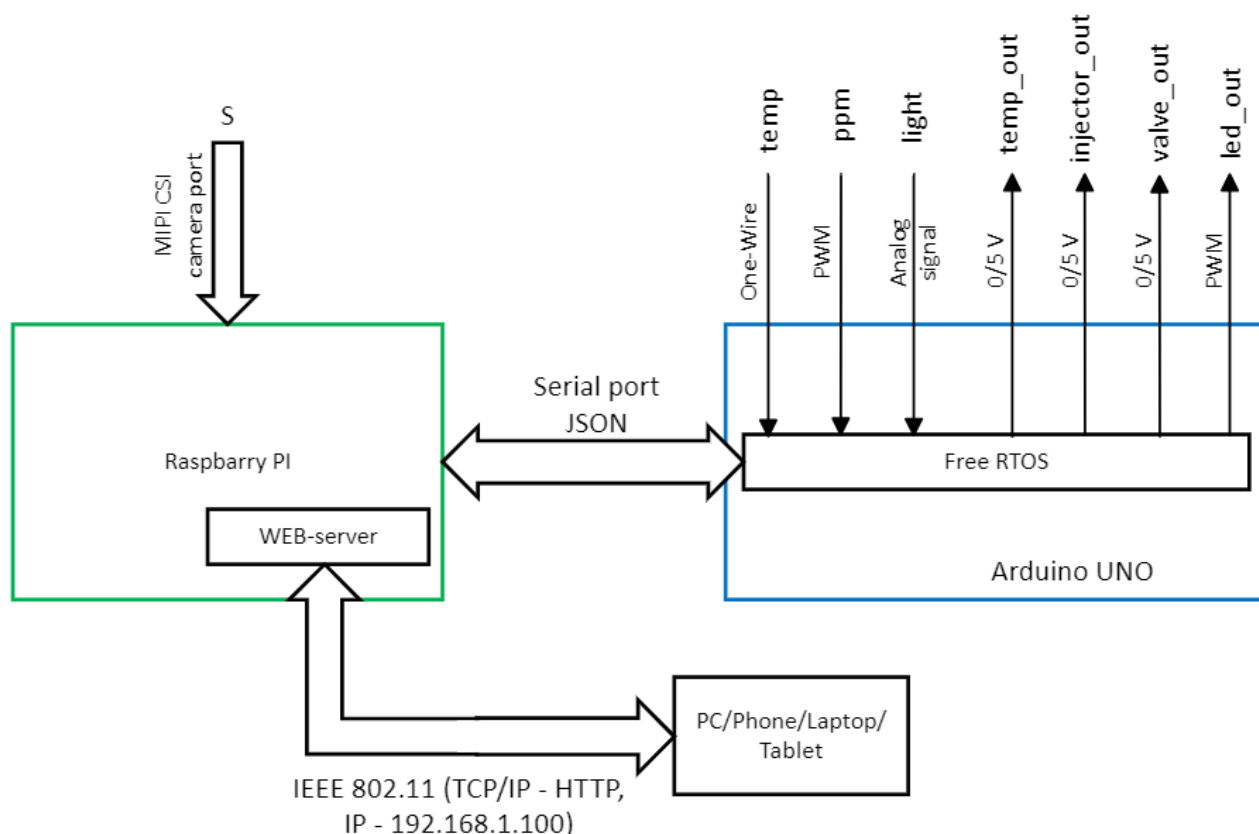 S
MIPI CSI
camera port
temp
ppm
light
temp_out
injector_out
valve_out
led_out
One-Wire
PWM
Analog
signal
0/5 V
0/5 V
0/5 V
PWM
Serial port
JSON
Raspbarry PI
Free RTOS
WEB-server
Arduino UNO
PC/Phone/Laptop/
Tablet
IEEE 802.11 (TCP/IP - HTTP,
IP - 192.168.1.100)